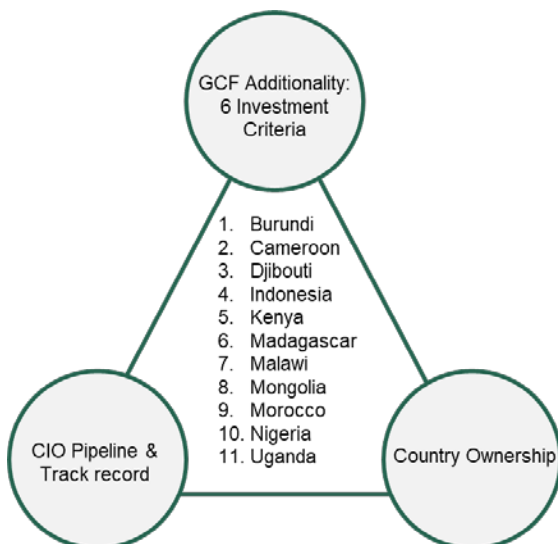 GCF Additionality:
6 Investment
Criteria
1. Burundi
2. Cameroon
3. Djibouti
4. Indonesia
5. Kenya
6. Madagascar
7. Malawi
8. Mongolia
9. Morocco
10. Nigeria
11. Uganda
CIO Pipeline &
Track record
Country Ownership